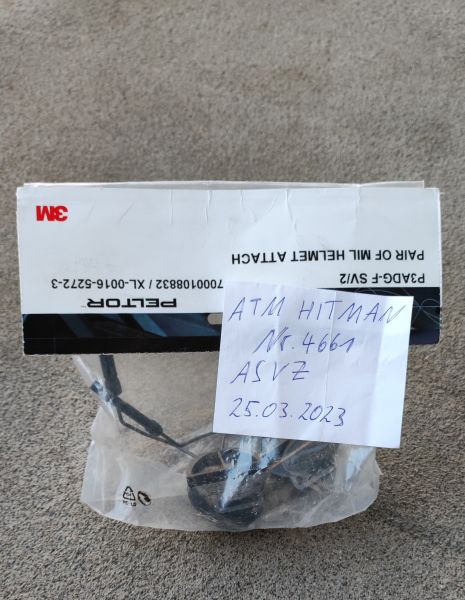 3M
PAIR OF MIL HELMET ATTACH
P3ADG-F SV/2
7000108832 / XL-0016-5272-3
PELTOR
ATM HITMAN
Nr. 4661
ASVZ
25.03.2023